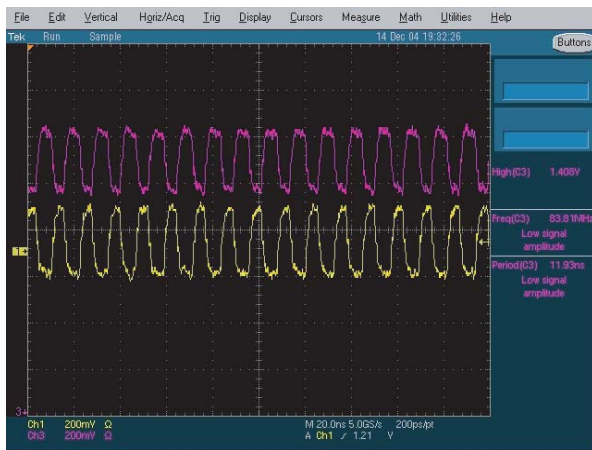 File Edit Vertical Horiz/Acq Trig Display Cursors Measure Math Utilities Help
Tek Run Sample 14 Dec 04 19:32:26
Buttons
High(C3) 1.408V
Freq(C3) 83.81MHz
Low signal
amplitude
Period(C3) 11.93ns
Low signal
amplitude
1
3
Ch1 200mV Ω M 20.0ns 5.0GS/s 200ps/pt
Ch3 200mV Ω A Ch1 / 1.21 V